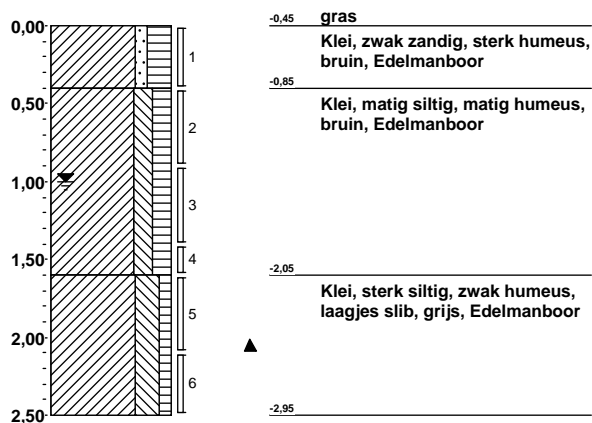 -0,45 gras
0,00
Klei, zwak zandig, sterk humeus,
bruin, Edelmanboor
1
-0,85
Klei, matig siltig, matig humeus,
bruin, Edelmanboor
0,50
2
1,00
3
1,50
4
-2,05
Klei, sterk siltig, zwak humeus,
laagjes slib, grijs, Edelmanboor
5
2,00
6
-2,95
2,50